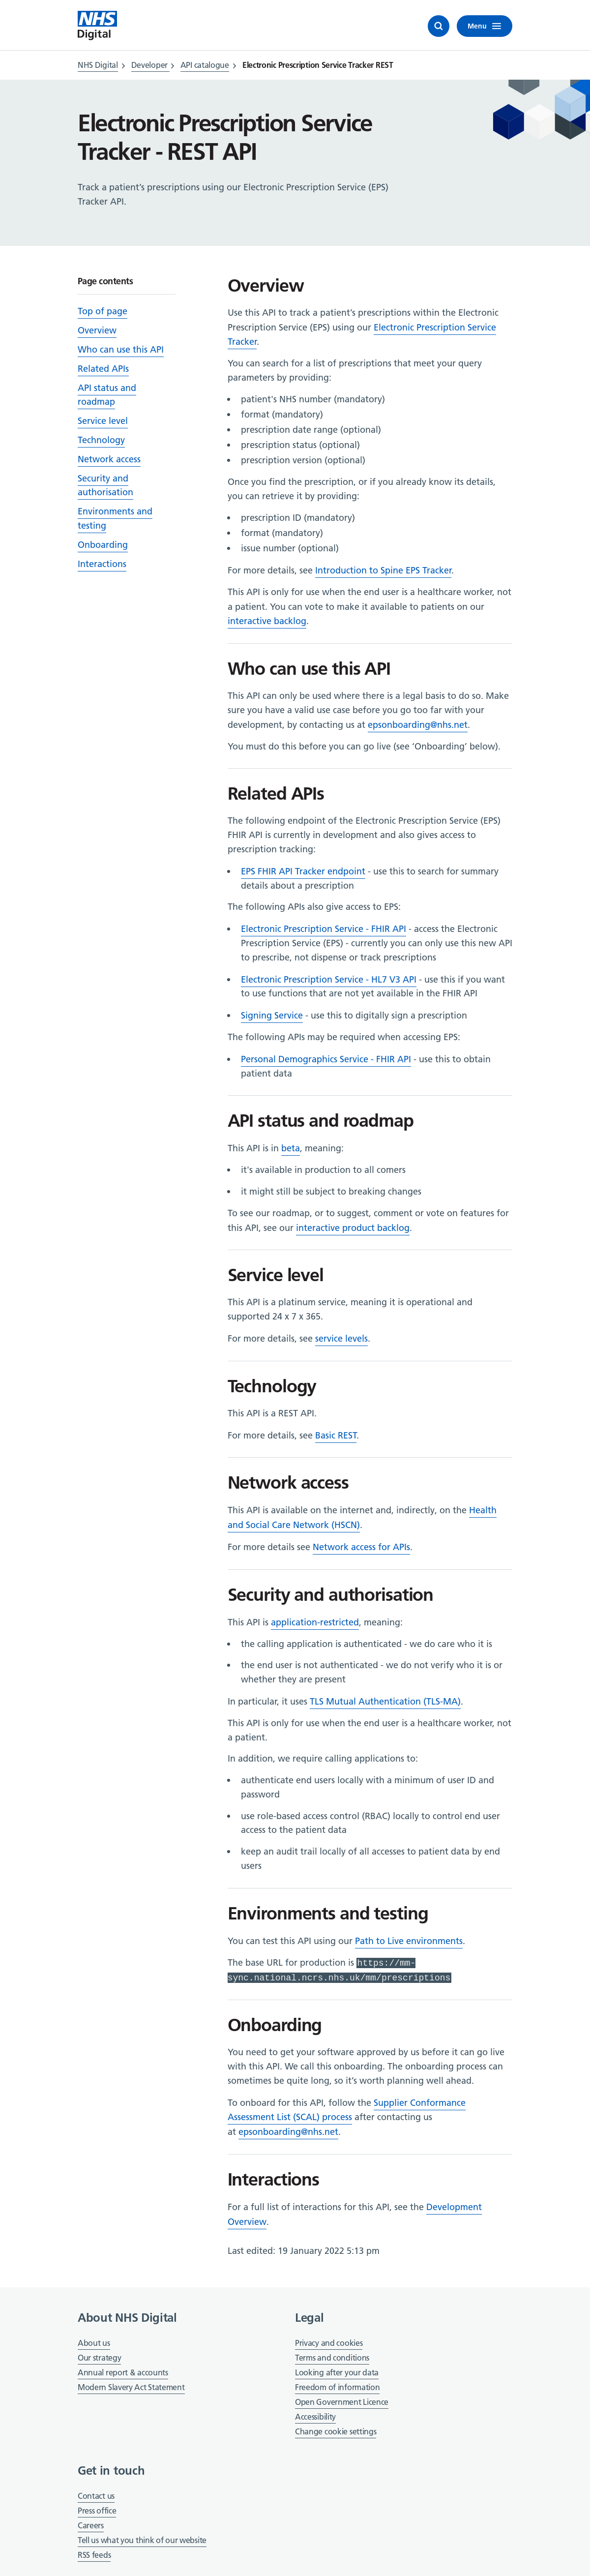 NHS
Digital
Menu
NHS Digital > Developer > API catalogue > Electronic Prescription Service Tracker REST
Electronic Prescription Service
Tracker - REST API
Track a patient's prescriptions using our Electronic Prescription Service (EPS)
Tracker API.
Page contents
Top of page
Overview
Who can use this API
Related APIs
API status and
roadmap
Service level
Technology
Network access
Security and
authorisation
Environments and
testing
Onboarding
Interactions
Overview
Use this API to track a patient's prescriptions within the Electronic
Prescription Service (EPS) using our Electronic Prescription Service
Tracker.
You can search for a list of prescriptions that meet your query
parameters by providing:
• patient's NHS number (mandatory)
• format (mandatory)
• prescription date range (optional)
• prescription status (optional)
• prescription version (optional)
Once you find the prescription, or if you already know its details,
you can retrieve it by providing:
• prescription ID (mandatory)
• format (mandatory)
• issue number (optional)
For more details, see Introduction to Spine EPS Tracker.
This API is only for use when the end user is a healthcare worker, not
a patient. You can vote to make it available to patients on our
interactive backlog.
Who can use this API
This API can only be used where there is a legal basis to do so. Make
sure you have a valid use case before you go too far with your
development, by contacting us at epsonboarding@nhs.net.
You must do this before you can go live (see 'Onboarding' below).
Related APIs
The following endpoint of the Electronic Prescription Service (EPS)
FHIR API is currently in development and also gives access to
prescription tracking:
• EPS FHIR API Tracker endpoint - use this to search for summary
details about a prescription
The following APIs also give access to EPS:
• Electronic Prescription Service - FHIR API - access the Electronic
Prescription Service (EPS) - currently you can only use this new API
to prescribe, not dispense or track prescriptions
• Electronic Prescription Service - HL7 V3 API - use this if you want
to use functions that are not yet available in the FHIR API
• Signing Service - use this to digitally sign a prescription
The following APIs may be required when accessing EPS:
• Personal Demographics Service - FHIR API - use this to obtain
patient data
API status and roadmap
This API is in beta, meaning:
• it's available in production to all comers
• it might still be subject to breaking changes
To see our roadmap, or to suggest, comment or vote on features for
this API, see our interactive product backlog.
Service level
This API is a platinum service, meaning it is operational and
supported 24 x 7 x 365.
For more details, see service levels.
Technology
This API is a REST API.
For more details, see Basic REST.
Network access
This API is available on the internet and, indirectly, on the Health
and Social Care Network (HSCN).
For more details see Network access for APIs.
Security and authorisation
This API is application-restricted, meaning:
• the calling application is authenticated - we do care who it is
• the end user is not authenticated - we do not verify who it is or
whether they are present
In particular, it uses TLS Mutual Authentication (TLS-MA).
This API is only for use when the end user is a healthcare worker, not
a patient.
In addition, we require calling applications to:
• authenticate end users locally with a minimum of user ID and
password
• use role-based access control (RBAC) locally to control end user
access to the patient data
• keep an audit trail locally of all accesses to patient data by end
users
Environments and testing
You can test this API using our Path to Live environments.
The base URL for production is https://mm-
sync.national.ncrs.nhs.uk/mm/prescriptions
Onboarding
You need to get your software approved by us before it can go live
with this API. We call this onboarding. The onboarding process can
sometimes be quite long, so it's worth planning well ahead.
To onboard for this API, follow the Supplier Conformance
Assessment List (SCAL) process after contacting us
at epsonboarding@nhs.net.
Interactions
For a full list of interactions for this API, see the Development
Overview.
Last edited: 19 January 2022 5:13 pm
About NHS Digital
About us
Our strategy
Annual report & accounts
Modern Slavery Act Statement
Legal
Privacy and cookies
Terms and conditions
Looking after your data
Freedom of information
Open Government Licence
Accessibility
Change cookie settings
Get in touch
Contact us
Press office
Careers
Tell us what you think of our website
RSS feeds